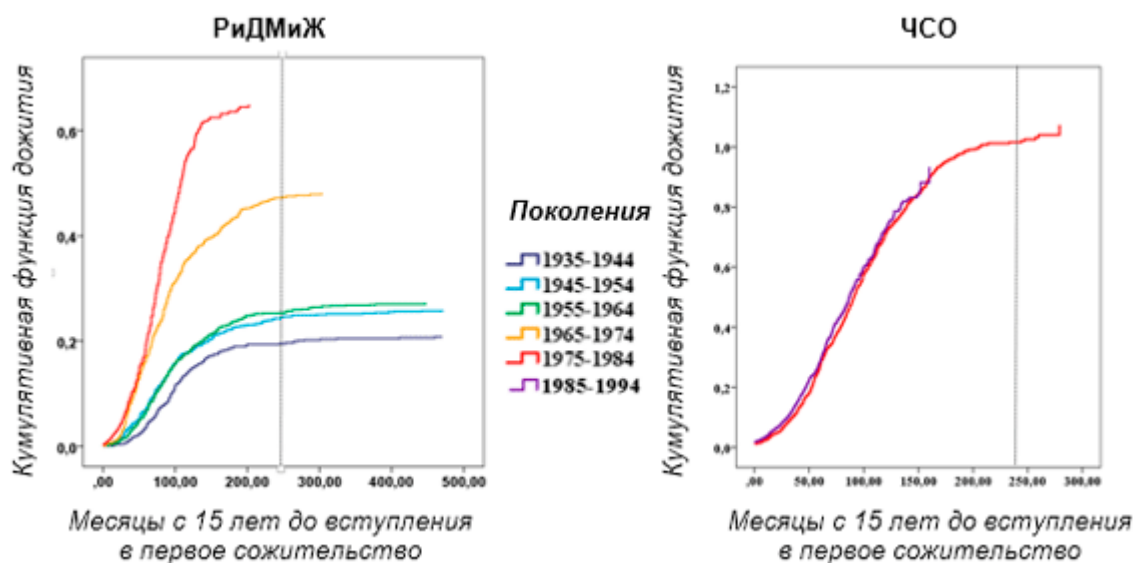 РиДМиЖ
Кумулятивная функция дожития
0,6
0,4
0,2
0,0
,00 100,00 200,00 300,00 400,00 500,00
Месяцы с 15 лет до вступления
в первое сожительство
Поколения
1935-1944
1945-1954
1955-1964
1965-1974
1975-1984
1985-1994
ЧСО
Кумулятивная функция дожития
1,2
1,0
0,8
0,6
0,4
0,2
0,0
,00 50,00 100,00 150,00 200,00 250,00 300,00
Месяцы с 15 лет до вступления
в первое сожительство